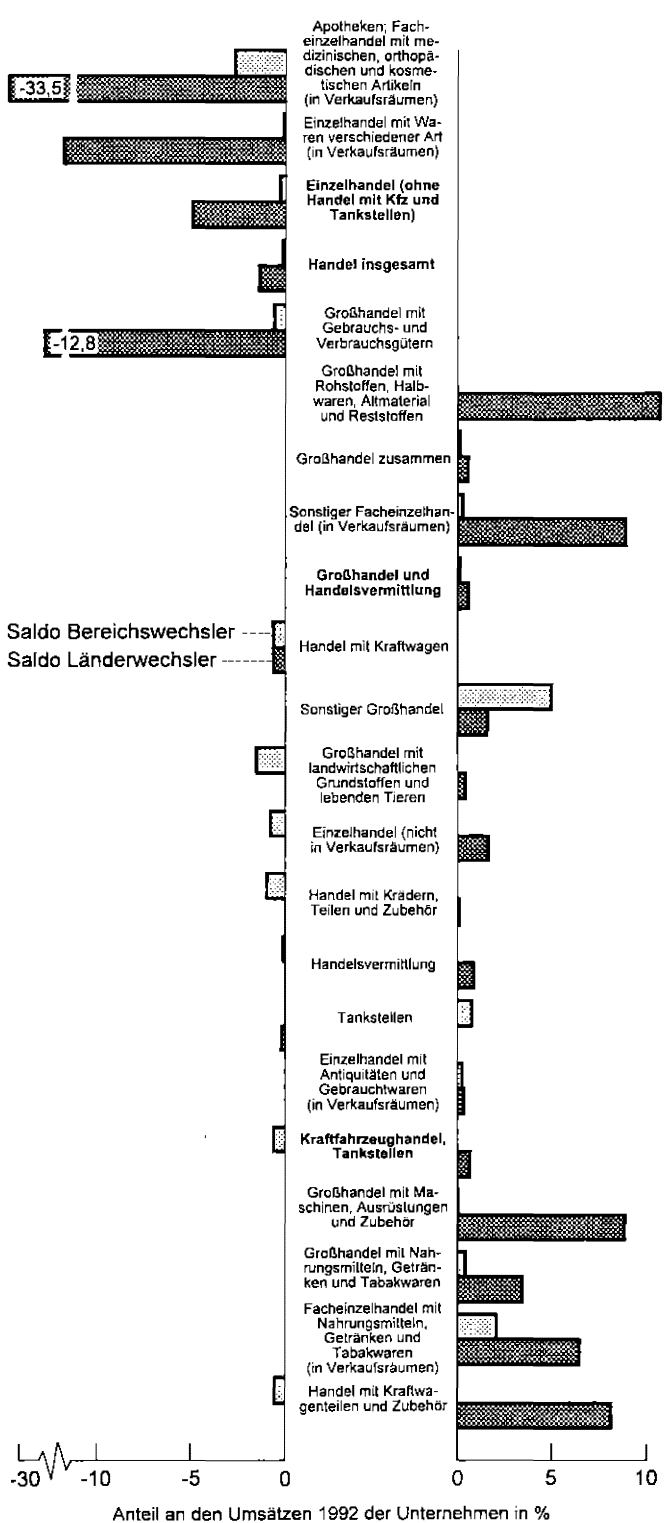 Apotheken; Fach-
einzelhandel mit me-
dizinischen, orthopä-
dischen und kosme-
tischen Artikeln
(in Verkaufsräumen)
-33,5
Einzelhandel mit Wa-
ren verschiedener Art
(in Verkaufsräumen)
Einzelhandel (ohne
Handel mit Kfz und
Tankstellen)
Handel insgesamt
Großhandel mit
Gebrauchs- und
Verbrauchsgütern
-12,8
Großhandel mit
Rohstoffen, Halb-
waren, Altmaterial
und Reststoffen
Großhandel zusammen
Sonstiger Facheinzelhan-
del (in Verkaufsräumen)
Großhandel und
Handelsvermittlung
Saldo Bereichswechsler
Saldo Länderwechsler
Handel mit Kraftwagen
Sonstiger Großhandel
Großhandel mit
landwirtschaftlichen
Grundstoffen und
lebenden Tieren
Einzelhandel (nicht
in Verkaufsräumen)
Handel mit Krädern,
Teilen und Zubehör
Handelsvermittlung
Tankstellen
Einzelhandel mit
Antiquitäten und
Gebrauchtwaren
(in Verkaufsräumen)
Kraftfahrzeughandel,
Tankstellen
Großhandel mit Ma-
schinen, Ausrüstungen
und Zubehör
Großhandel mit Nah-
rungsmitteln, Geträn-
ken und Tabakwaren
Facheinzelhandel mit
Nahrungsmitteln,
Getränken und
Tabakwaren
(in Verkaufsräumen)
Handel mit Kraftwa-
genteilen und Zubehör
-30 -10 -5 0 0 5 10
Anteil an den Umsätzen 1992 der Unternehmen in %